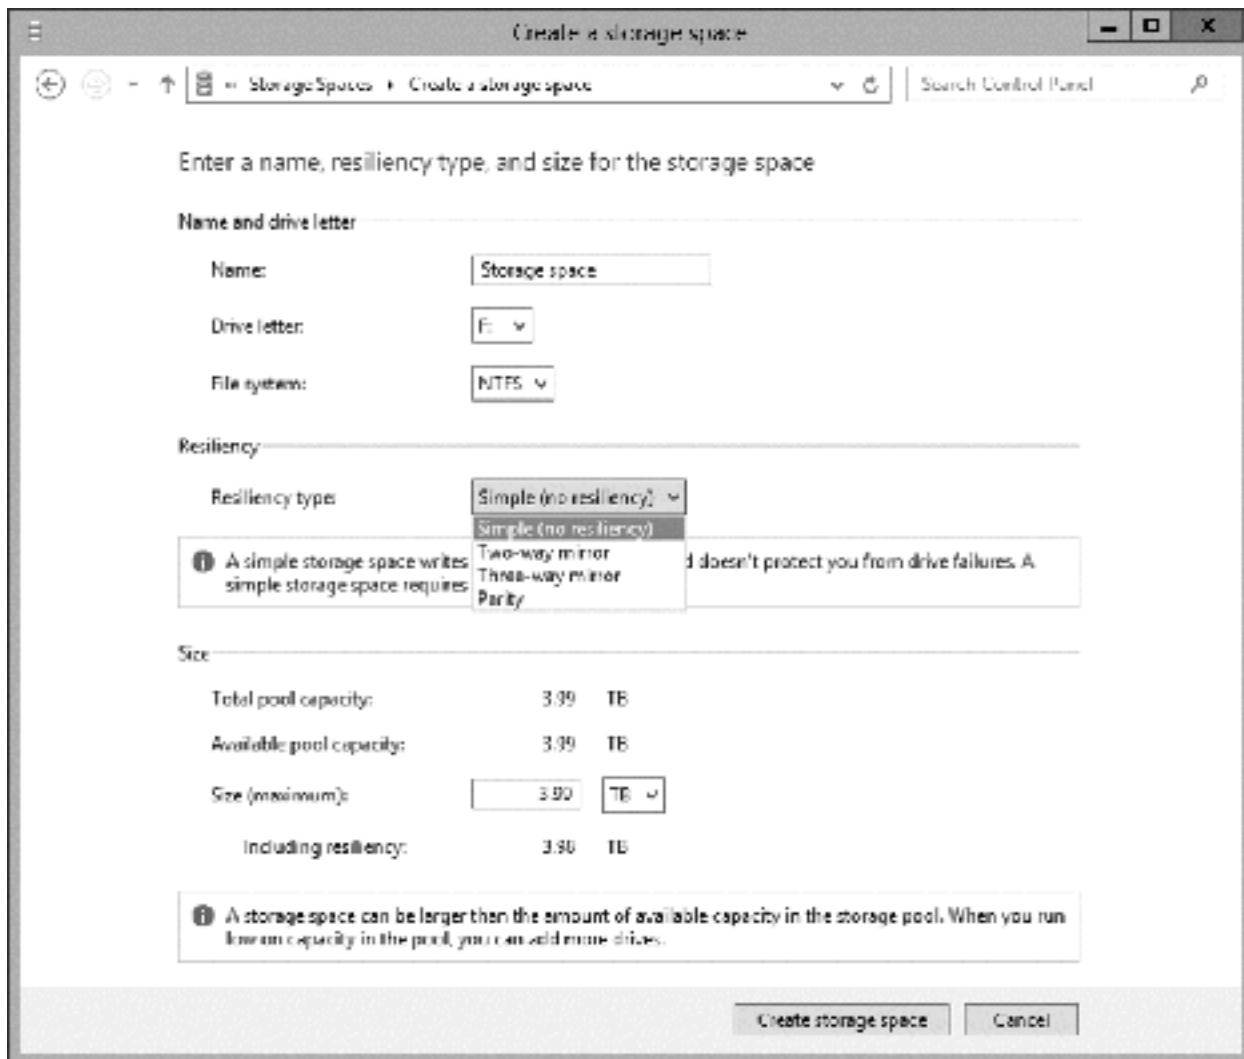 Create a storage space
Storage Spaces Create a storage space
Search Control Panel
Enter a name, resiliency type, and size for the storage space
Name and drive letter
Name: Storage space
Drive letter: F:
File system: NTFS
Resiliency
Resiliency type: Simple (no resiliency)
Simple (no resiliency)
Two-way mirror
Three-way mirror
Parity
A simple storage space writes d doesn't protect you from drive failures. A
simple storage space requires
Size
Total pool capacity: 3.99 TB
Available pool capacity: 3.99 TB
Size (maximum): TB
Including resiliency: 3.98 TB
A storage space can be larger than the amount of available capacity in the storage pool. When you run
low on capacity in the pool, you can add more drives.
Create storage space Cancel